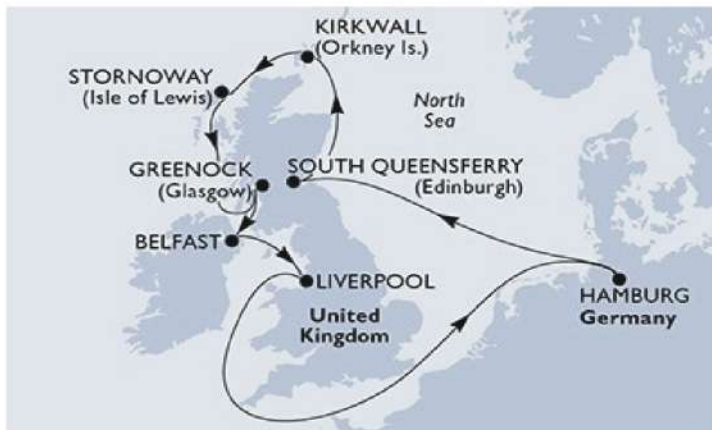 KIRKWALL
(Orkney Is.)
STORNOWAY
(Isle of Lewis)
North
Sea
GREENOCK
(Glasgow)
SOUTH QUEENSFERRY
(Edinburgh)
BELFAST
LIVERPOOL
United
Kingdom
HAMBURG
Germany